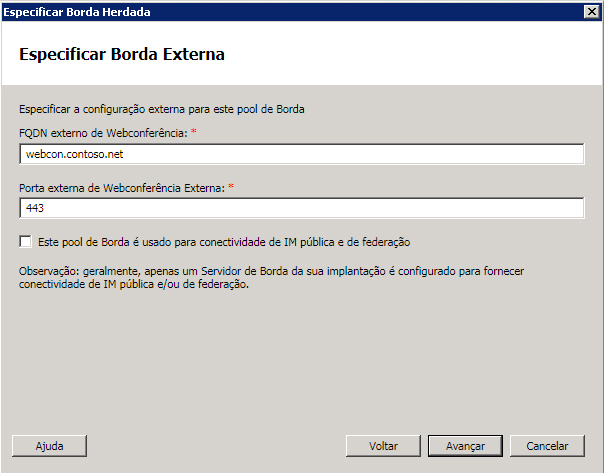 Especificar Borda Herdada
Especificar Borda Externa
Especificar a configuração externa para este pool de Borda
FQDN externo de Webconferência: *
webcon.contoso.net
Porta externa de Webconferência Externa: *
443
Este pool de Borda é usado para conectividade de IM pública e de federação
Observação: geralmente, apenas um Servidor de Borda da sua implantação é configurado para fornecer
conectividade de IM pública e/ou de federação.
Ajuda
Voltar
Avançar
Cancelar